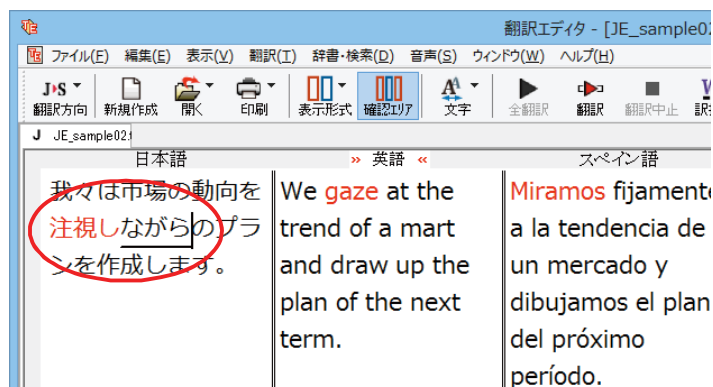 翻訳エディタ - [JE_sample02
ファイル(F) 編集(E) 表示(V) 翻訳(T) 辞書・検索(D) 音声(S) ウィンドウ(W) ヘルプ(H)
J▶S
翻訳方向 新規作成 開く 印刷 表示形式 確認エリア 文字 全翻訳 翻訳 翻訳中止
J JE_sample02.
日本語
我々は市場の動向を
注視しながらのプラ
ンを作成します。
» 英語 «
We gaze at the
trend of a mart
and draw up the
plan of the next
term.
スペイン語
Miramos fijamente
a la tendencia de
un mercado y
dibujamos el plan
del próximo
período.